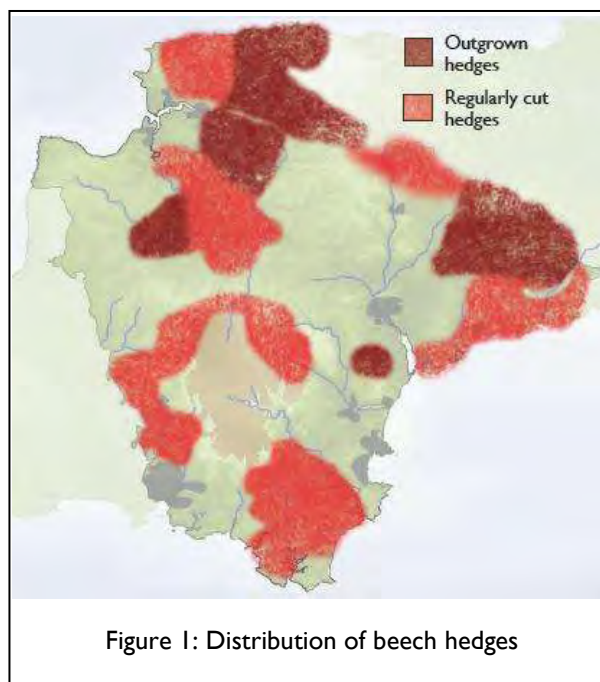 Outgrown
hedges
Regularly cut
hedges
Figure 1: Distribution of beech hedges